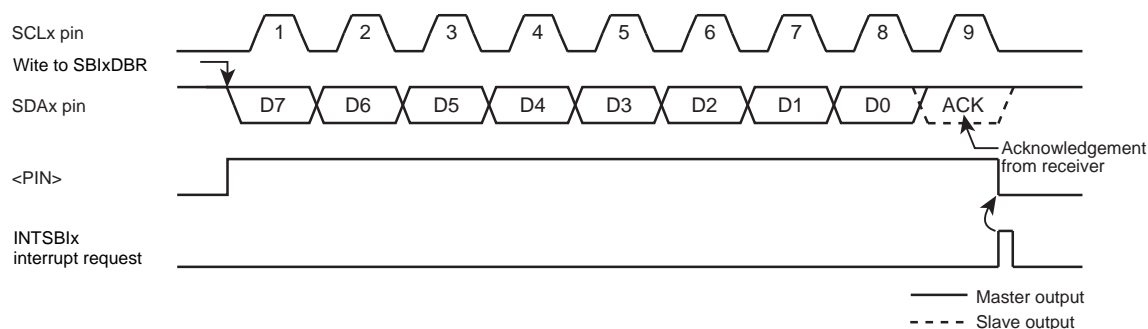 SCLx pin
1 2 3 4 5 6 7 8 9
Wite to SBIxDBR
SDAx pin
D7 D6 D5 D4 D3 D2 D1 D0 ACK
Acknowledgement
from receiver
<PIN>
INTSBIx
interrupt request
Master output
Slave output